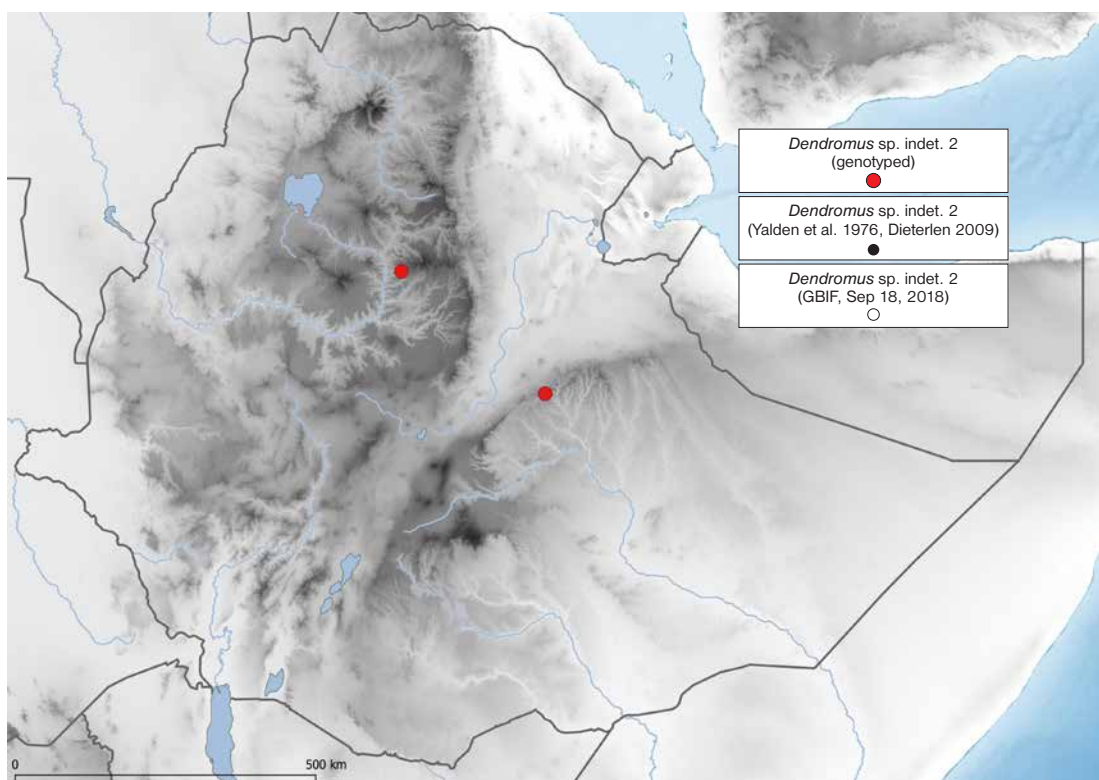 Dendromus sp. indet. 2
(genotyped)
Dendromus sp. indet. 2
(Yalden et al. 1976, Dieterlen 2009)
Dendromus sp. indet. 2
(GBIF, Sep 18, 2018)
0 500 km